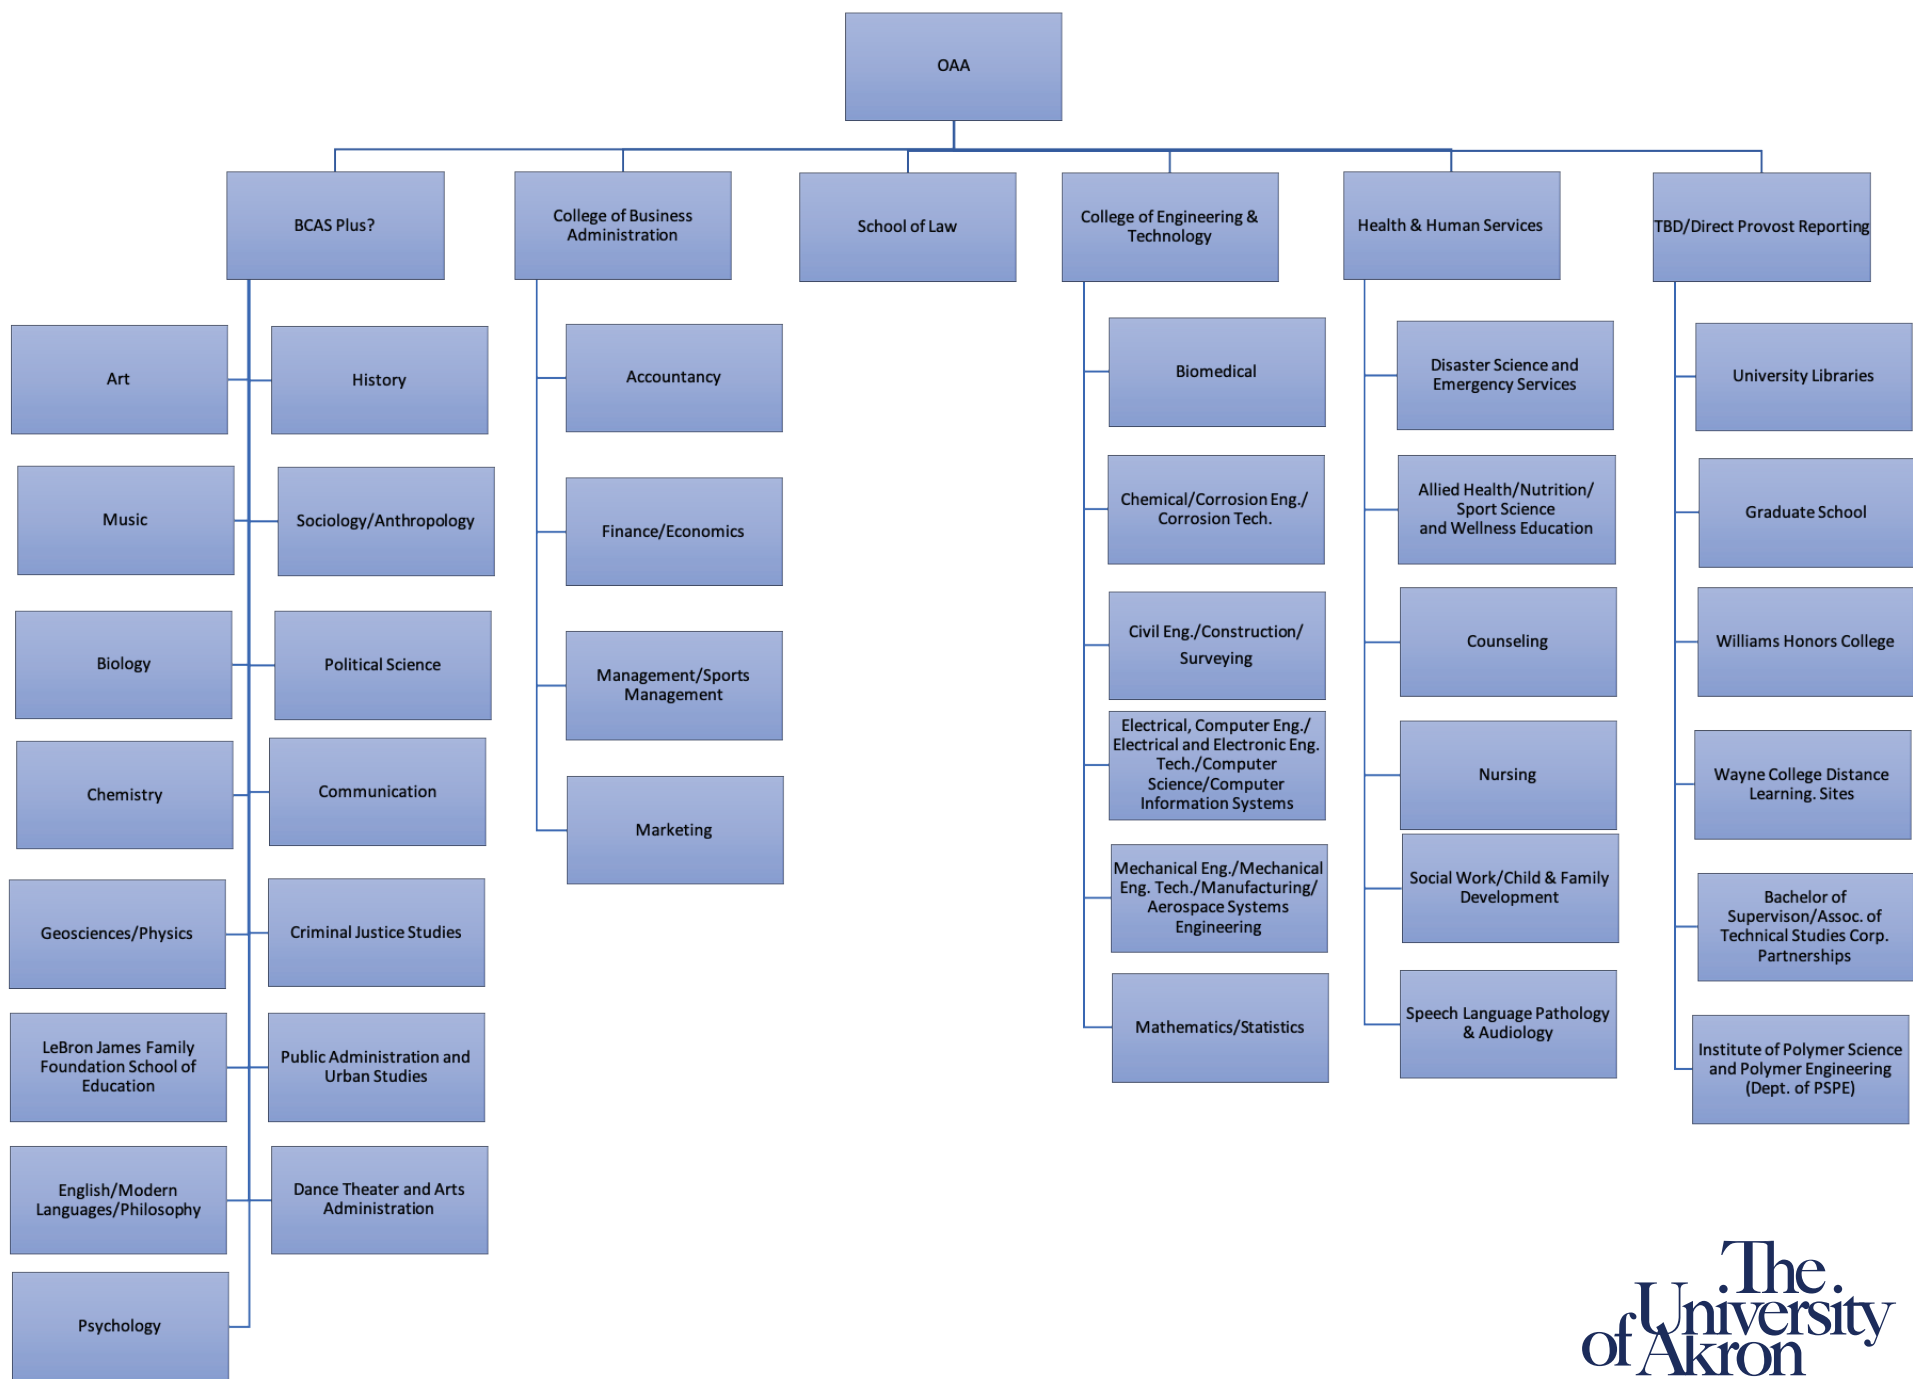 OAA
BCAS Plus?
College of Business
Administration
School of Law
College of Engineering &
Technology
Health & Human Services
TBD/Direct Provost Reporting
Art
Music
Biology
Chemistry
Geosciences/Physics
LeBron James Family
Foundation School of
Education
English/Modern
Languages/Philosophy
Psychology
History
Sociology/Anthropology
Political Science
Communication
Criminal Justice Studies
Public Administration and
Urban Studies
Dance Theater and Arts
Administration
Accountancy
Finance/Economics
Management/Sports
Management
Marketing
Biomedical
Chemical/Corrosion Eng./
Corrosion Tech.
Civil Eng./Construction/
Surveying
Electrical, Computer Eng./
Electrical and Electronic Eng.
Tech./Computer
Science/Computer
Information Systems
Mechanical Eng./Mechanical
Eng. Tech./Manufacturing/
Aerospace Systems
Engineering
Mathematics/Statistics
Disaster Science and
Emergency Services
Allied Health/Nutrition/
Sport Science
and Wellness Education
Counseling
Nursing
Social Work/Child & Family
Development
Speech Language Pathology
& Audiology
University Libraries
Graduate School
Williams Honors College
Wayne College Distance
Learning. Sites
Bachelor of
Supervison/Assoc. of
Technical Studies Corp.
Partnerships
Institute of Polymer Science
and Polymer Engineering
(Dept. of PSPE)
The
University
of Akron